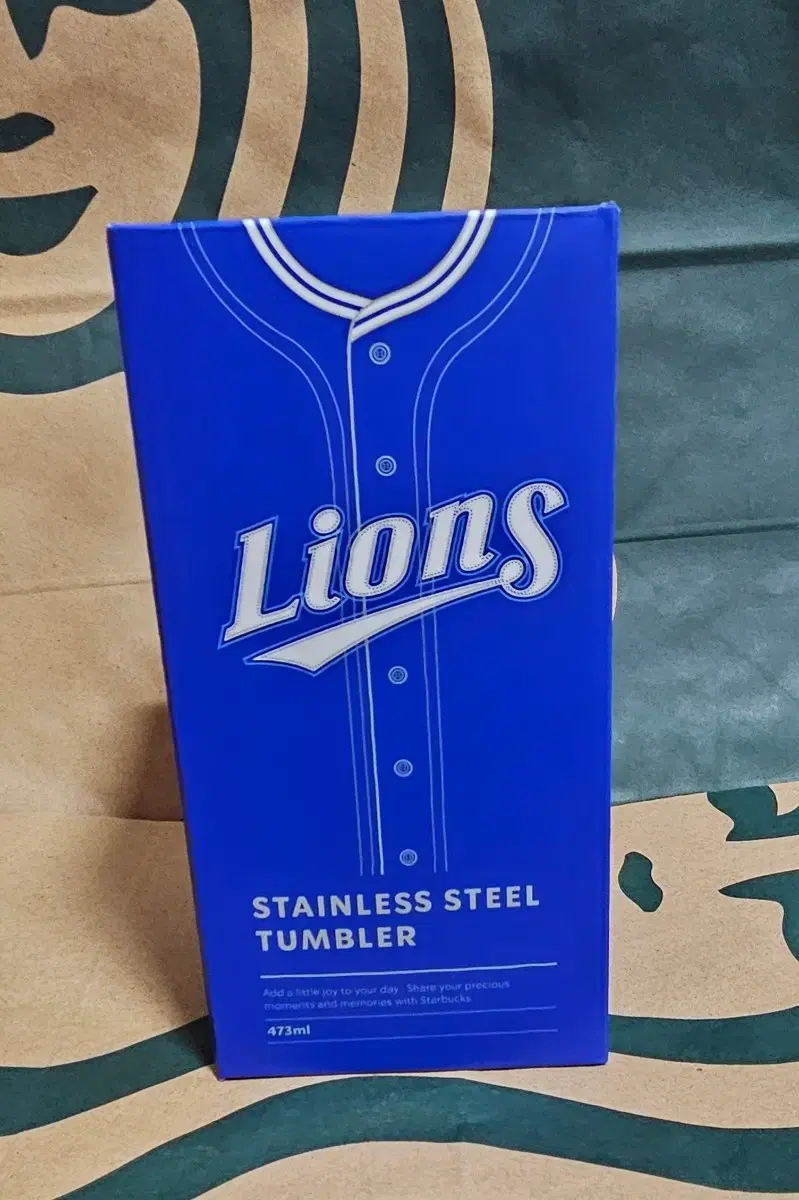 Lions
STAINLESS STEEL
TUMBLER
Add a little joy to your day. Share your precious
moments and memories with Starbucks
473ml